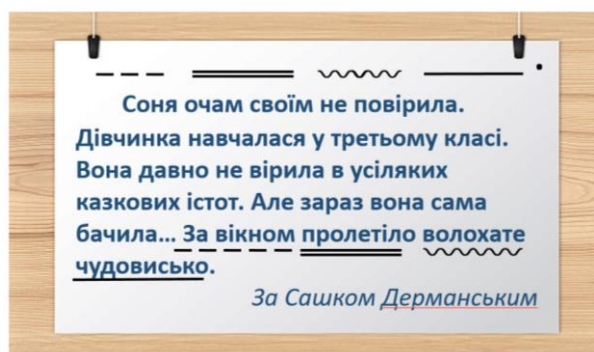 Соня очам своїм не повірила.
Дівчинка навчалася у третьому класі.
Вона давно не вірила в усіляких
казкових істот. Але зараз вона сама
бачила... За вікном пролетіло волохате
чудовисько.
За Сашком Дерманським